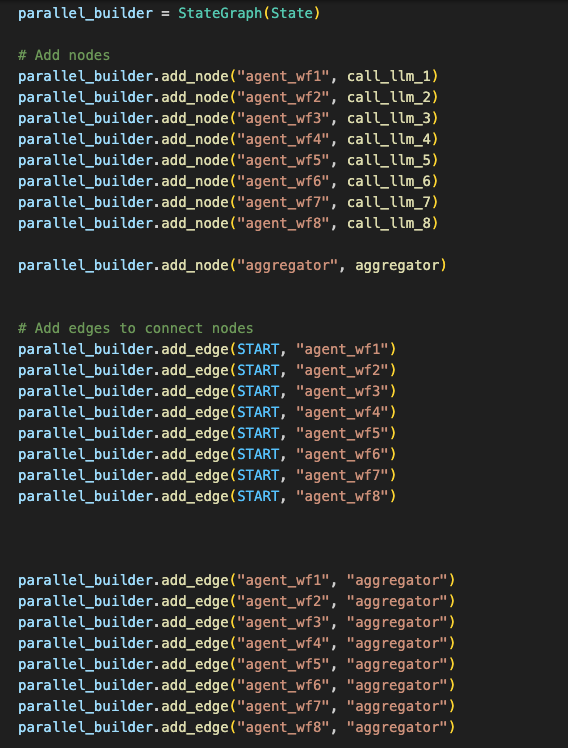 parallel_builder = StateGraph(State)
# Add nodes
parallel_builder.add_node("agent_wf1", call_llm_1)
parallel_builder.add_node("agent_wf2", call_llm_2)
parallel_builder.add_node("agent_wf3", call_llm_3)
parallel_builder.add_node("agent_wf4", call_llm_4)
parallel_builder.add_node("agent_wf5", call_llm_5)
parallel_builder.add_node("agent_wf6", call_llm_6)
parallel_builder.add_node("agent_wf7", call_llm_7)
parallel_builder.add_node("agent_wf8", call_llm_8)
parallel_builder.add_node("aggregator", aggregator)
# Add edges to connect nodes
parallel_builder.add_edge(START, "agent_wf1")
parallel_builder.add_edge(START, "agent_wf2")
parallel_builder.add_edge(START, "agent_wf3")
parallel_builder.add_edge(START, "agent_wf4")
parallel_builder.add_edge(START, "agent_wf5")
parallel_builder.add_edge(START, "agent_wf6")
parallel_builder.add_edge(START, "agent_wf7")
parallel_builder.add_edge(START, "agent_wf8")
parallel_builder.add_edge("agent_wf1", "aggregator")
parallel_builder.add_edge("agent_wf2", "aggregator")
parallel_builder.add_edge("agent_wf3", "aggregator")
parallel_builder.add_edge("agent_wf4", "aggregator")
parallel_builder.add_edge("agent_wf5", "aggregator")
parallel_builder.add_edge("agent_wf6", "aggregator")
parallel_builder.add_edge("agent_wf7", "aggregator")
parallel_builder.add_edge("agent_wf8", "aggregator")